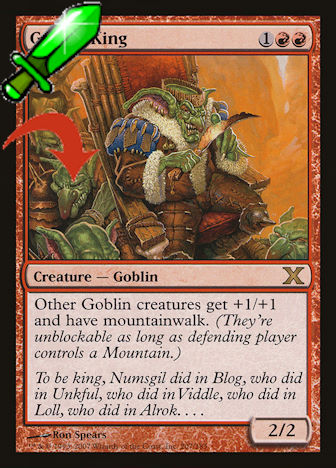 King 1
Creature — Goblin X
Other Goblin creatures get +1/+1
and have mountainwalk. (They're
unblockable as long as defending player
controls a Mountain.)
To be king, Numsgil did in Blog, who did
in Unkful, who did in Viddle, who did in
Loll, who did in Alrok. . . .
2/2
Ron Spears